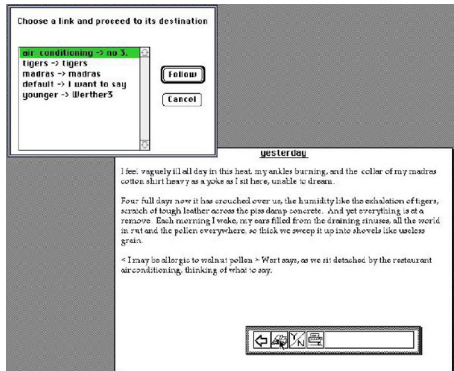 Choose a link and proceed to its destination
air conditioning -> no 3.
tigers -> tigers
madras -> madras
default -> I want to say
younger -> Werther3
Follow
Cancel
yesterday
I feel vaguely ill all day in this heat, my ankles burning, and the collar of my madras
cotton shirt heavy as a yoke as I sit here, unable to dream.
Four full days now it has crouched over us, the humidity like the exhalation of tigers,
scratch of tough leather across the piss damp concrete. And yet everything is at a
remove. Each morning I wake, my ears filled from the draining sinuses, all the world
in rut and the pollen everywhere, so thick we sweep it up into shovels like useless
grain.
< I may be allergic to walnut pollen > Wert says, as we sit detached by the restaurant
air conditioning, thinking of what to say.
Y/N